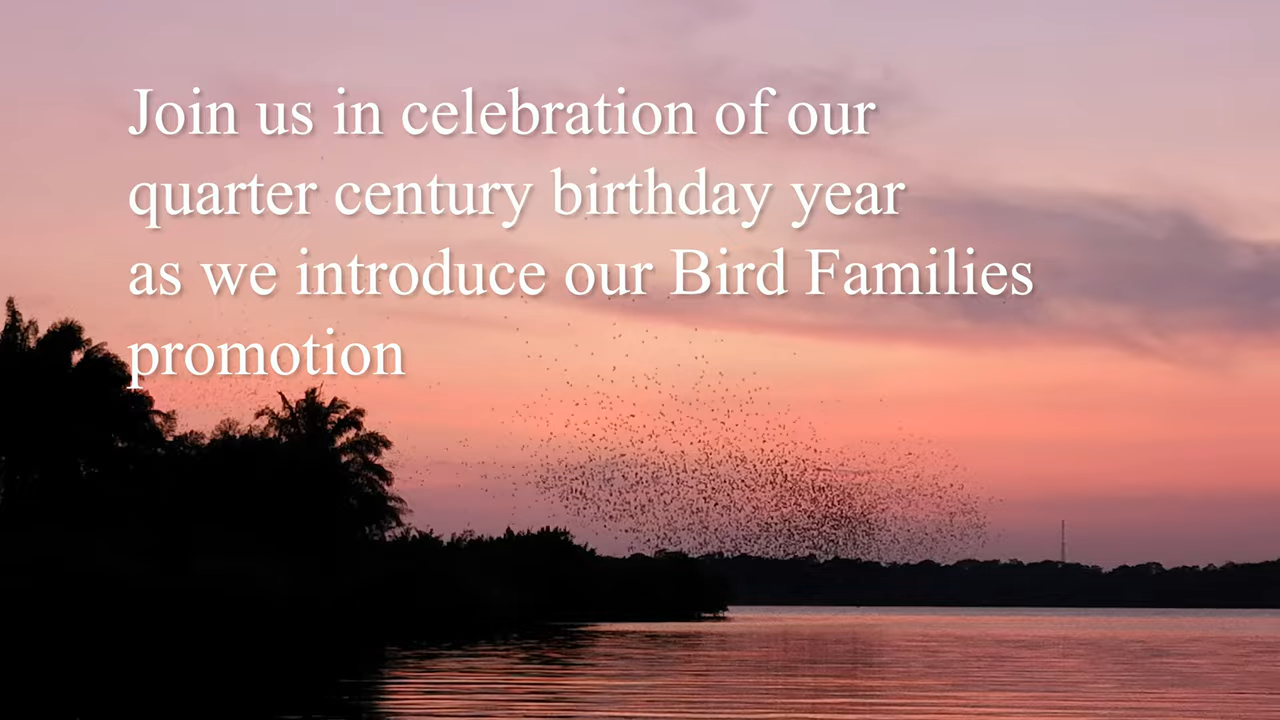 Join us in celebration of our
quarter century birthday year
as we introduce our Bird Families
promotion